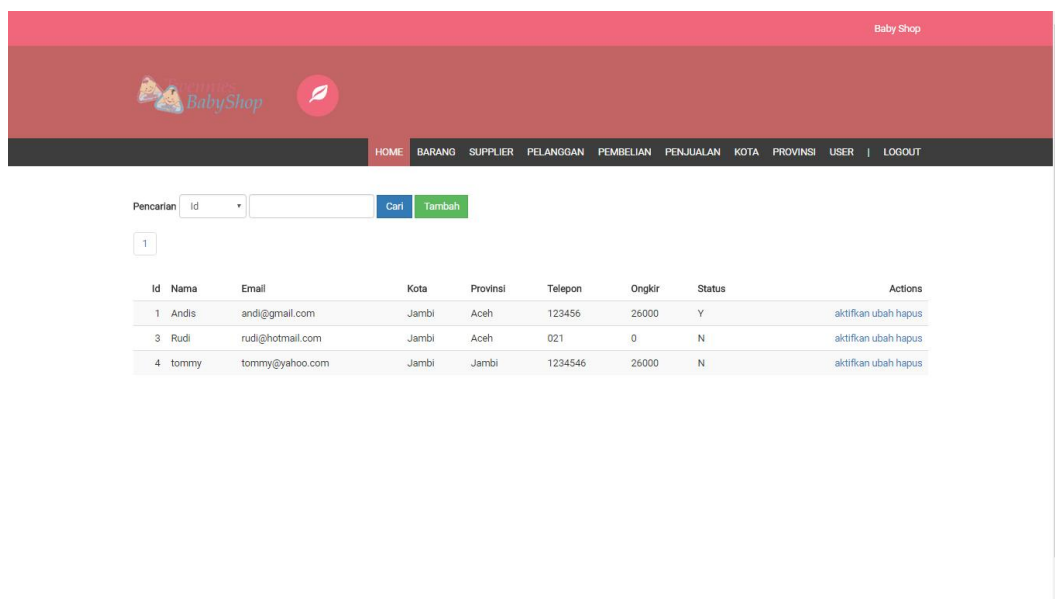 Baby Shop
BabyShop
HOME BARANG SUPPLIER PELANGGAN PEMBELIAN PENJUALAN KOTA PROVINSI USER | LOGOUT
Pencarian Id Cari Tambah
1
Id Nama Email Kota Provinsi Telepon Ongkir Status Actions
1 Andis andi@gmail.com Jambi Aceh 123456 26000 Y aktifkan ubah hapus
3 Rudi rudi@hotmail.com Jambi Aceh 021 0 N aktifkan ubah hapus
4 tommy tommy@yahoo.com Jambi Jambi 1234546 26000 N aktifkan ubah hapus